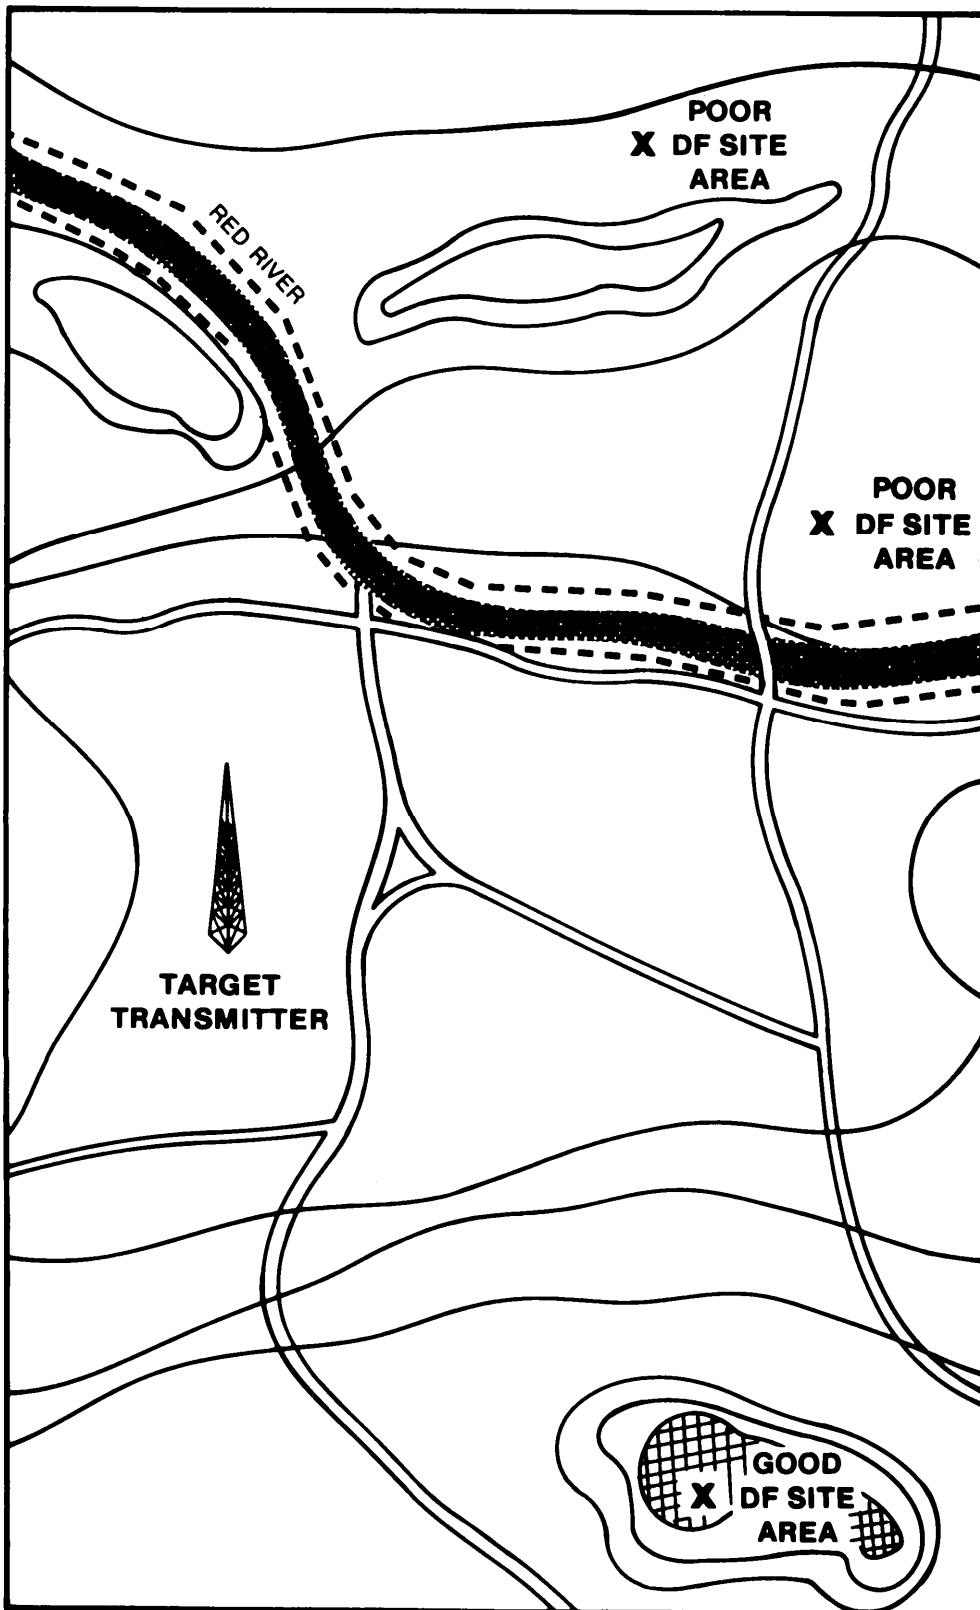 POOR
X DF SITE
AREA
RED RIVER
POOR
X DF SITE
AREA
TARGET
TRANSMITTER
GOOD
X DF SITE
AREA